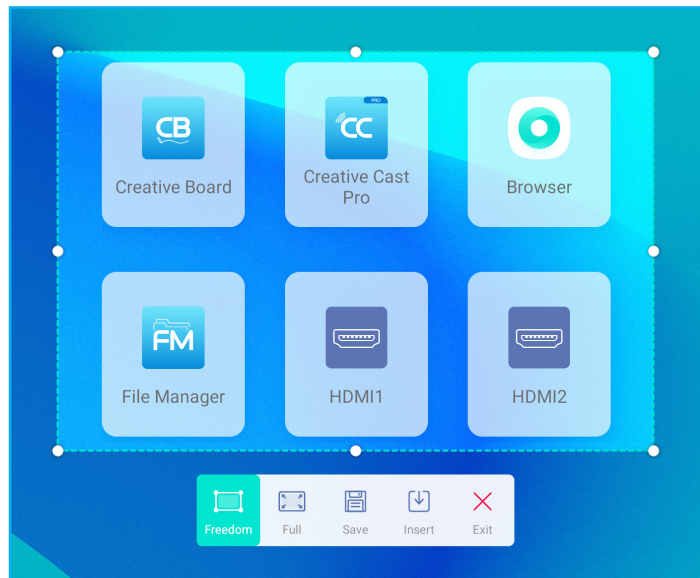 CB
Creative Board
PRO
CC
Creative Cast
Pro
Browser
FM
File Manager
HDMI1
HDMI2
Freedom
Full
Save
Insert
Exit